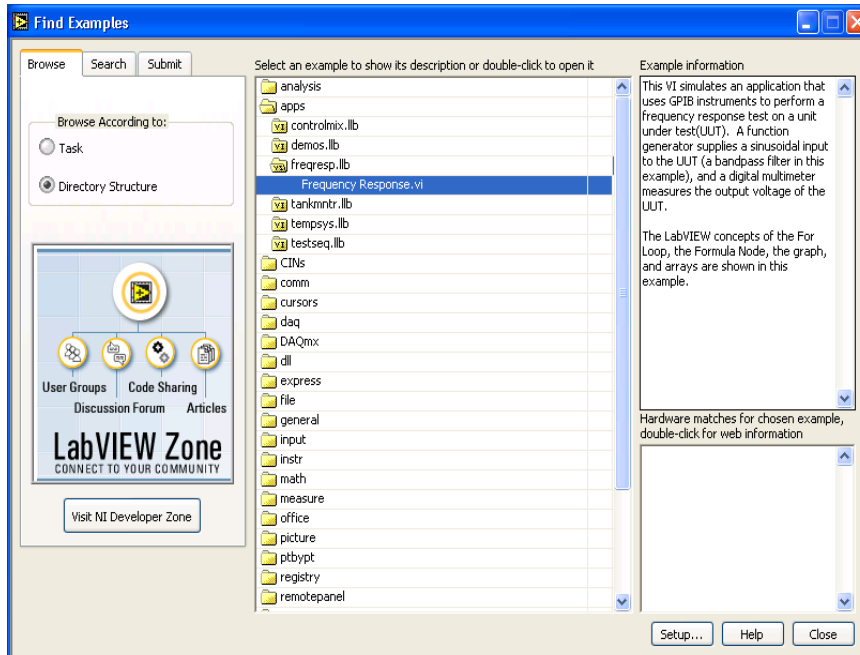 Find Examples
Browse
Search
Submit
Browse According to:
Task
Directory Structure
User Groups
Code Sharing
Discussion Forum
Articles
LabVIEW Zone
CONNECT TO YOUR COMMUNITY
Visit NI Developer Zone
Select an example to show its description or double-click to open it
analysis
apps
controlmix.llb
demos.llb
freqresp.llb
Frequency Response.vi
tankmntr.llb
tempsys.llb
testseq.llb
CINs
comm
cursors
daq
DAQmx
dll
express
file
general
input
instr
math
measure
office
picture
ptbypt
registry
remotepanel
Example information
This VI simulates an application that
uses GPIB instruments to perform a
frequency response test on a unit
under test(UUT).  A function
generator supplies a sinusoidal input
to the UUT (a bandpass filter in this
example), and a digital multimeter
measures the output voltage of the
UUT.
The LabVIEW concepts of the For
Loop, the Formula Node, the graph,
and arrays are shown in this
example.
Hardware matches for chosen example,
double-click for web information
Setup...
Help
Close